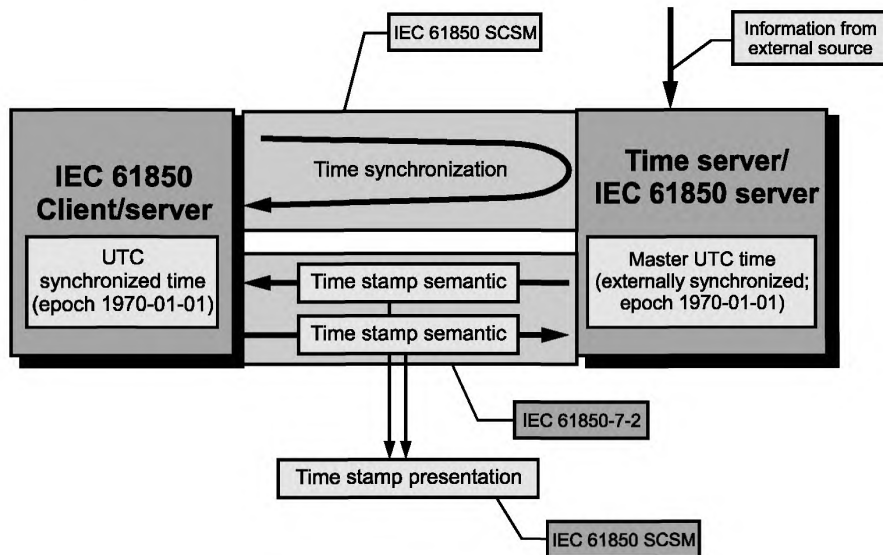 IEC 61850 SCSM
Information from
external source
IEC 61850
Client/server
Time synchronization
Time server/
IEC 61850 server
UTC
synchronized time
(epoch 1970-01-01)
Time stamp semantic
Time stamp semantic
Master UTC time
(externally synchronized;
epoch 1970-01-01)
IEC 61850-7-2
Time stamp presentation
IEC 61850 SCSM